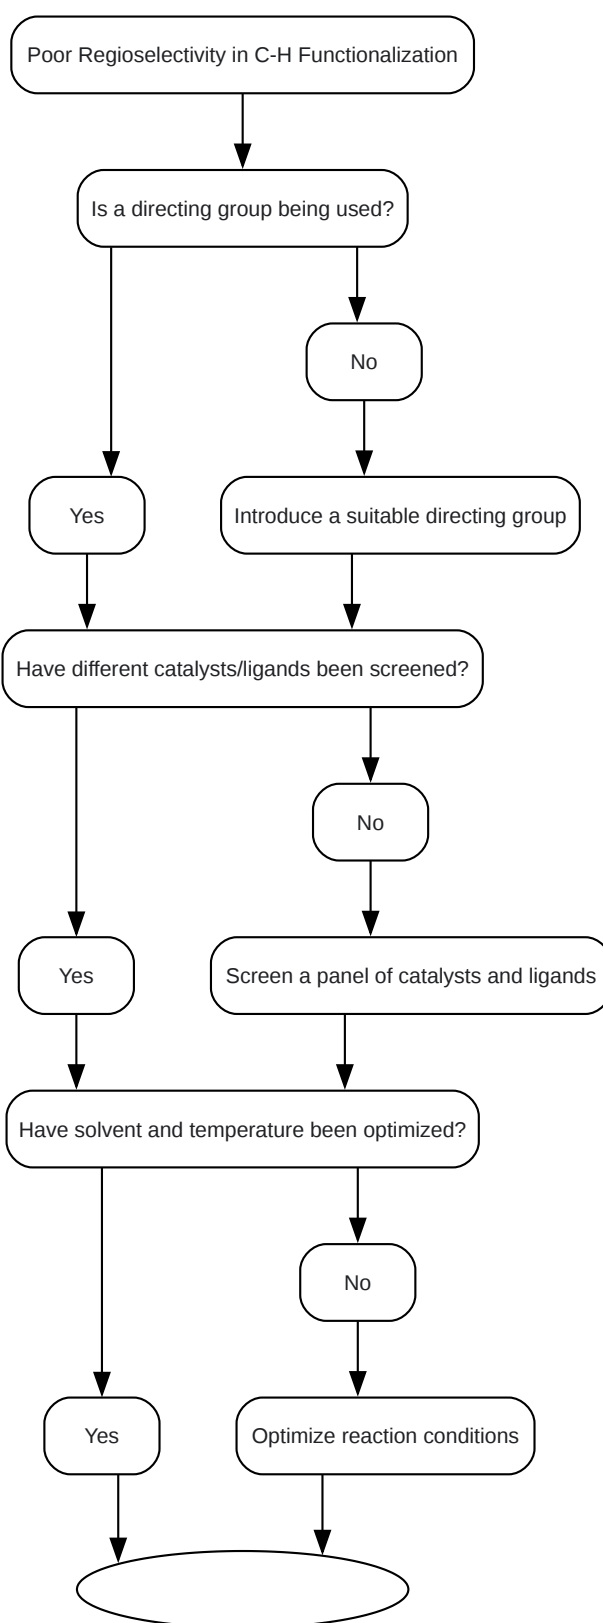 Poor Regioselectivity in C-H Functionalization
Is a directing group being used?
No
Yes
Introduce a suitable directing group
Have different catalysts/ligands been screened?
No
Yes
Screen a panel of catalysts and ligands
Have solvent and temperature been optimized?
No
Yes
Optimize reaction conditions